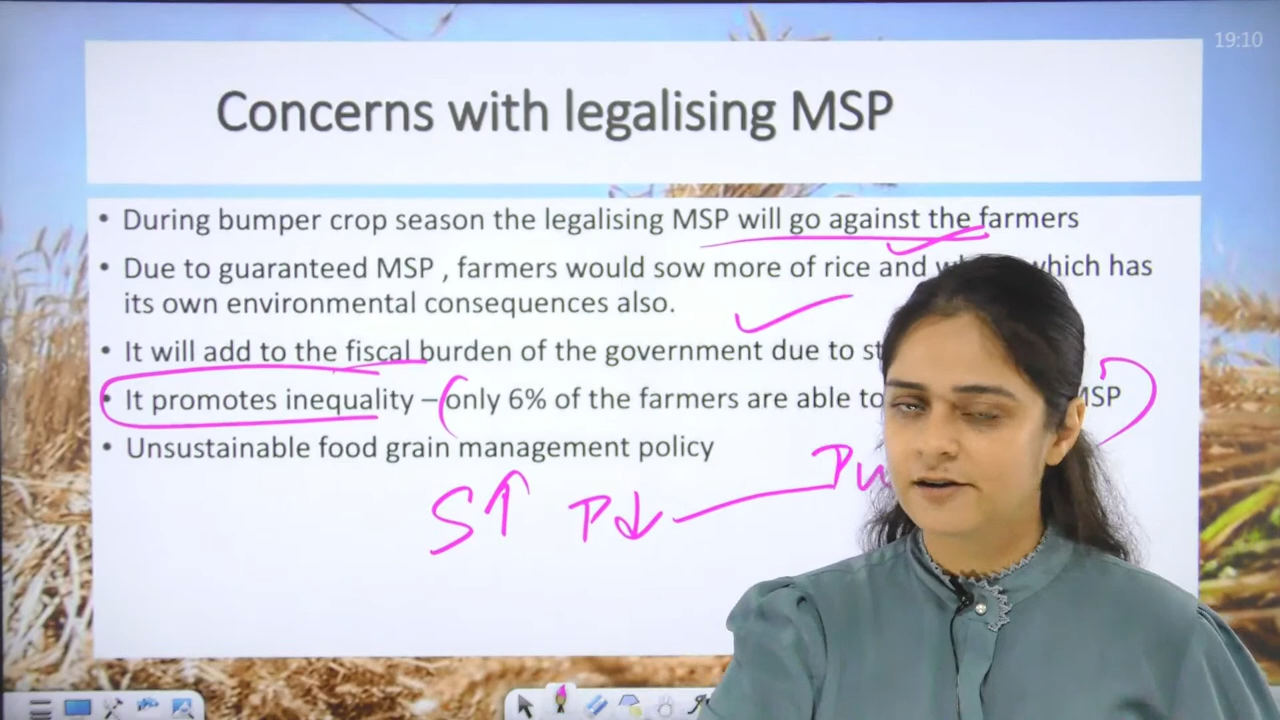 19:10
Concerns with legalising MSP
• During bumper crop season the legalising MSP will go against the farmers
• Due to guaranteed MSP , farmers would sow more of rice and which has
its own environmental consequences also.
• It will add to the fiscal burden of the government due to
• It promotes inequality – only 6% of the farmers are able to MSP
• Unsustainable food grain management policy
S↑ P↓